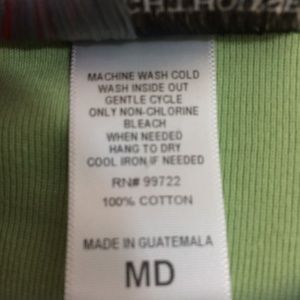 MACHINE WASH COLD
WASH INSIDE OUT
GENTLE CYCLE
ONLY NON-CHLORINE
BLEACH
WHEN NEEDED
HANG TO DRY
COOL IRON IF NEEDED
RN# 99722
100% COTTON
MADE IN GUATEMALA
MD